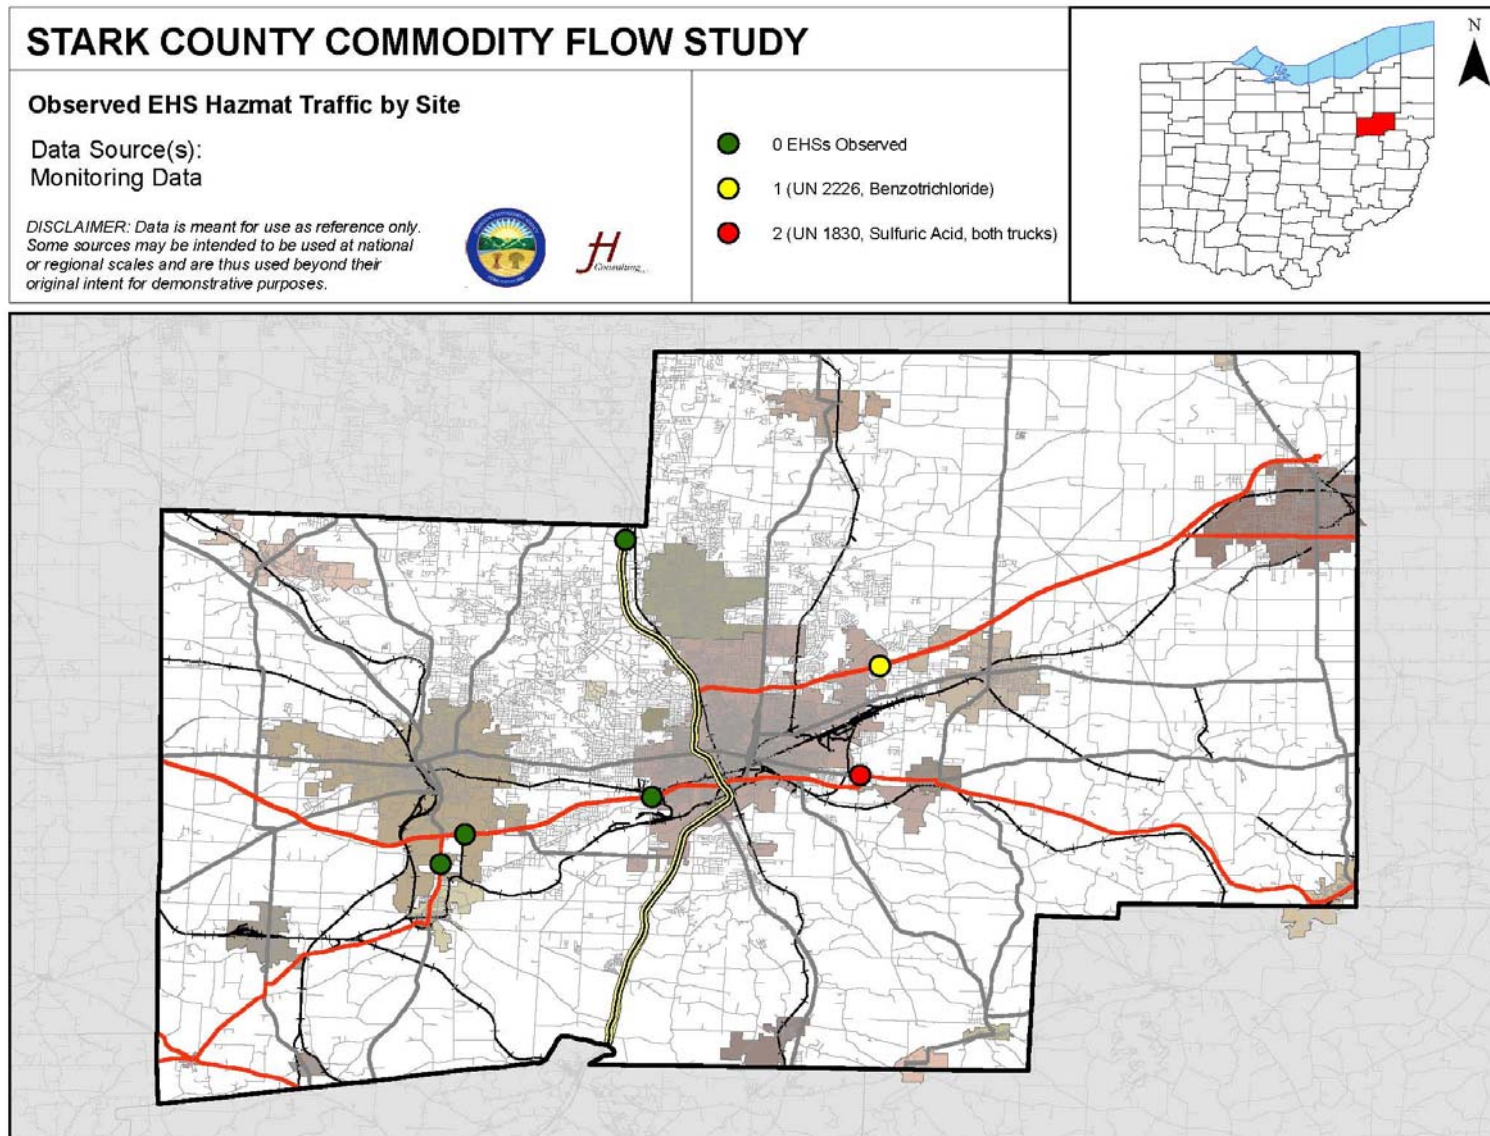 STARK COUNTY COMMODITY FLOW STUDY
Observed EHS Hazmat Traffic by Site
Data Source(s):
Monitoring Data
DISCLAIMER: Data is meant for use as reference only.
Some sources may be intended to be used at national
or regional scales and are thus used beyond their
original intent for demonstrative purposes.
JH
Consulting
0 EHSs Observed
1 (UN 2226, Benzotrichloride)
2 (UN 1830, Sulfuric Acid, both trucks)
N